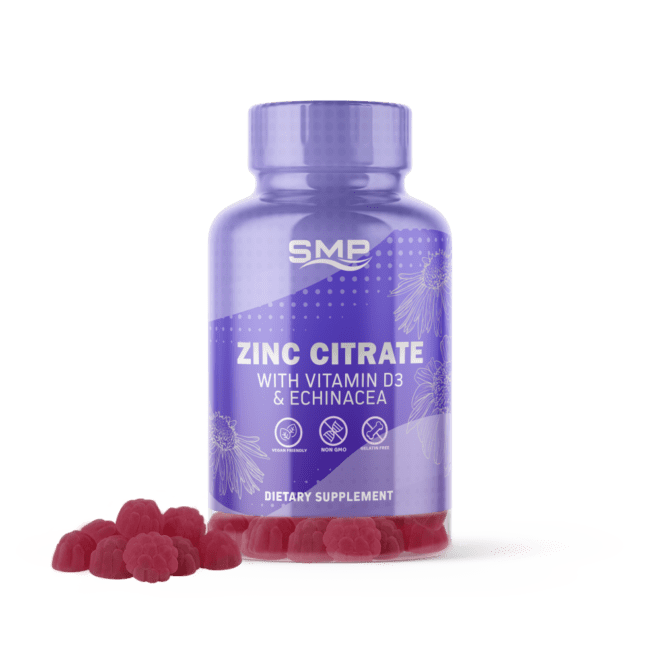 SMP
ZINC CITRATE
WITH VITAMIN D3
& ECHINACEA
VEGAN FRIENDLY
NON GMO
GELATIN FREE
DIETARY SUPPLEMENT